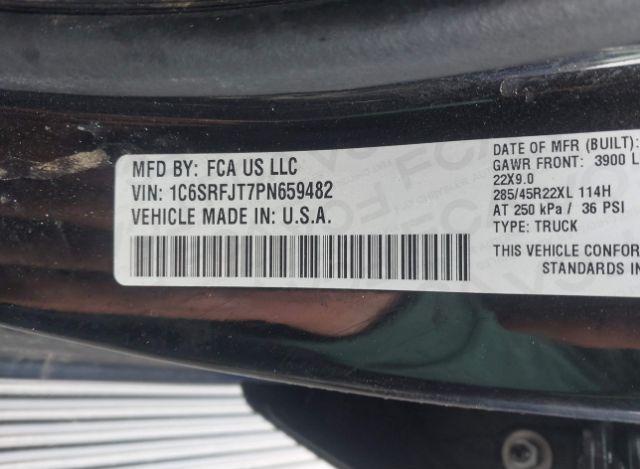 MFD BY: FCA US LLC
VIN: 1C6SRFJT7PN659482
VEHICLE MADE IN: U.S.A.
DATE OF MFR (BUILT):
GAWR FRONT: 3900 L
22X9.0
285/45R22XL 114H
AT 250 kPa / 36 PSI
TYPE: TRUCK
THIS VEHICLE CONFOR
STANDARDS IN